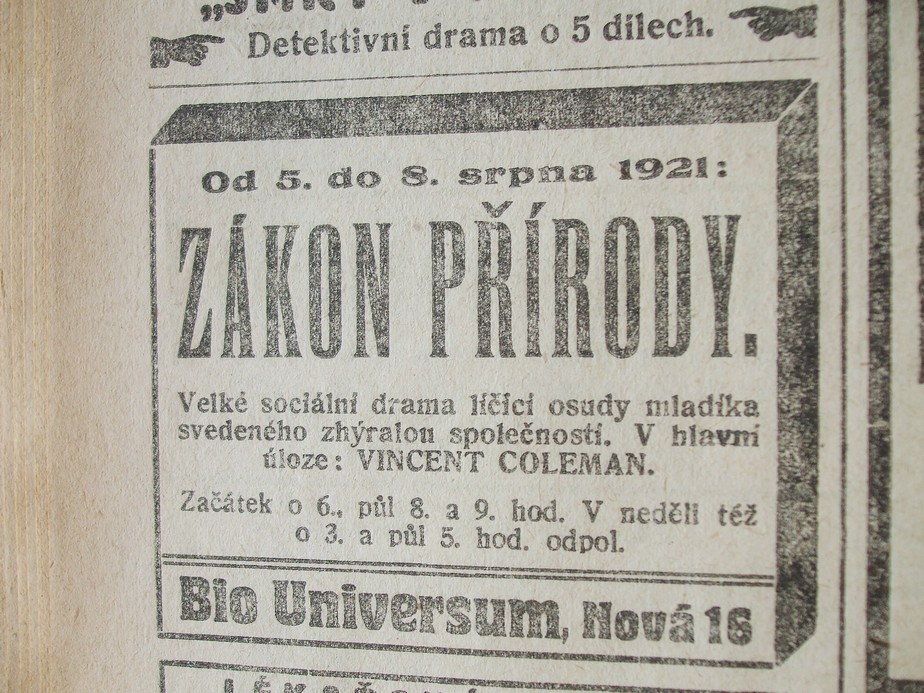 Detektivní drama o 5 dílech.
Od 5. do 8. srpna 1921:
ZÁKON PŘÍRODY.
Velké sociální drama líčící osudy mladíka
svedeného zhýralou společností. V hlavní
úloze: VINCENT COLEMAN.
Začátek o 6., půl 8. a 9. hod. V neděli též
o 3. a půl 5. hod. odpol.
Bio Universum, Nová 16